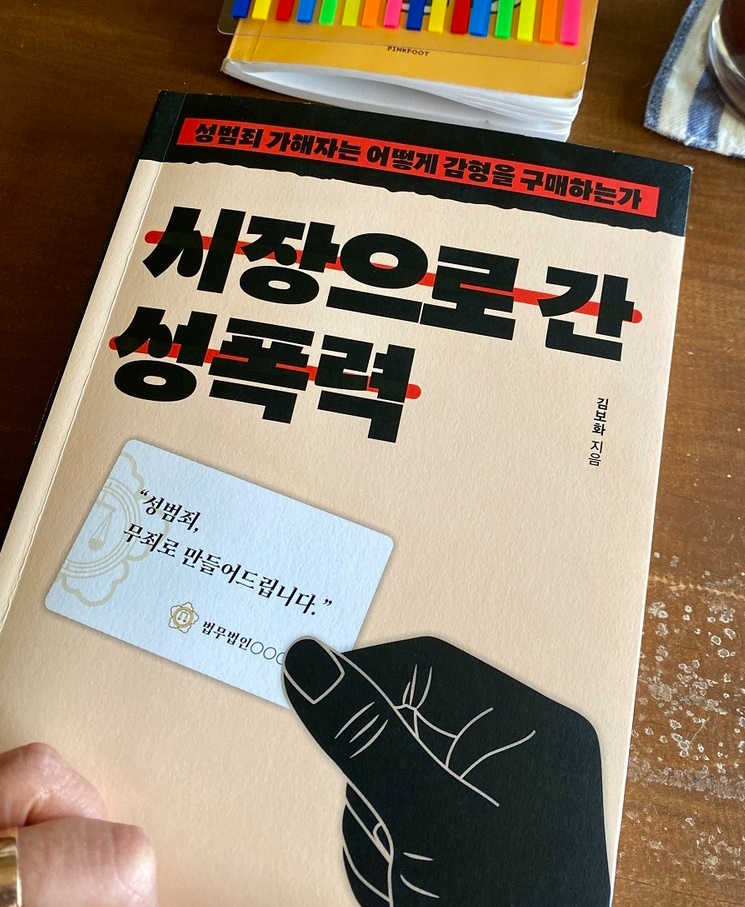 PINKFOOT
성범죄 가해자는 어떻게 감형을 구매하는가
시장으로 간
성폭력
김보화 지음
“성범죄,
무죄로 만들어드립니다.”
법무법인○○○